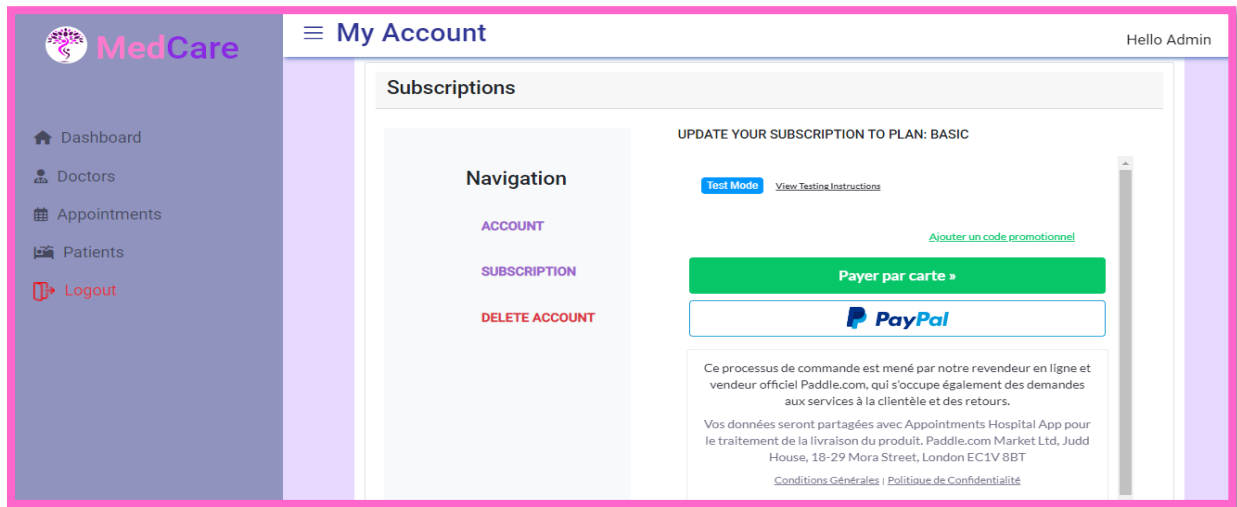 MedCare
My Account
Hello Admin
Dashboard
Doctors
Appointments
Patients
Logout
Subscriptions
Navigation
ACCOUNT
SUBSCRIPTION
DELETE ACCOUNT
UPDATE YOUR SUBSCRIPTION TO PLAN: BASIC
Test Mode View Testing Instructions
Ajouter un code promotionnel
Payer par carte »
PayPal
Ce processus de commande est mené par notre revendeur en ligne et
vendeur officiel Paddle.com, qui s'occupe également des demandes
aux services à la clientèle et des retours.
Vos données seront partagées avec Appointments Hospital App pour
le traitement de la livraison du produit. Paddle.com Market Ltd, Judd
House, 18-29 Mora Street, London EC1V 8BT
Conditions Générales | Politique de Confidentialité